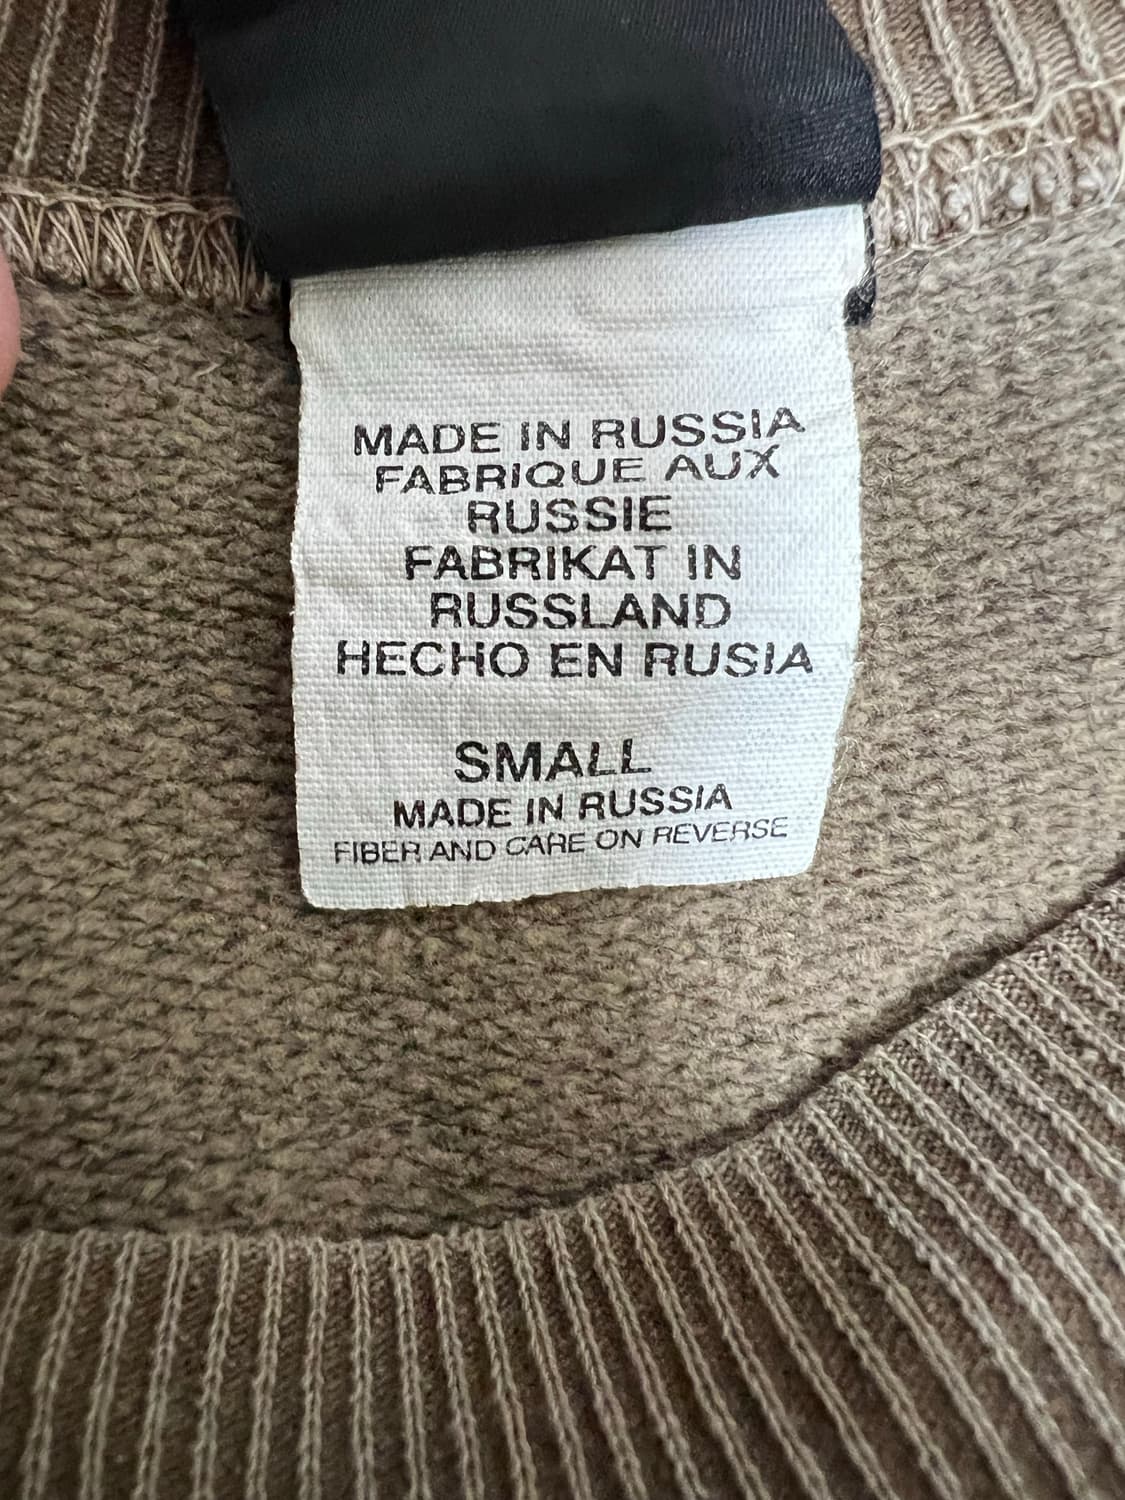 MADE IN RUSSIA
FABRIQUE AUX
RUSSIE
FABRIKAT IN
RUSSLAND
HECHO EN RUSIA
SMALL
MADE IN RUSSIA
FIBER AND CARE ON REVERSE